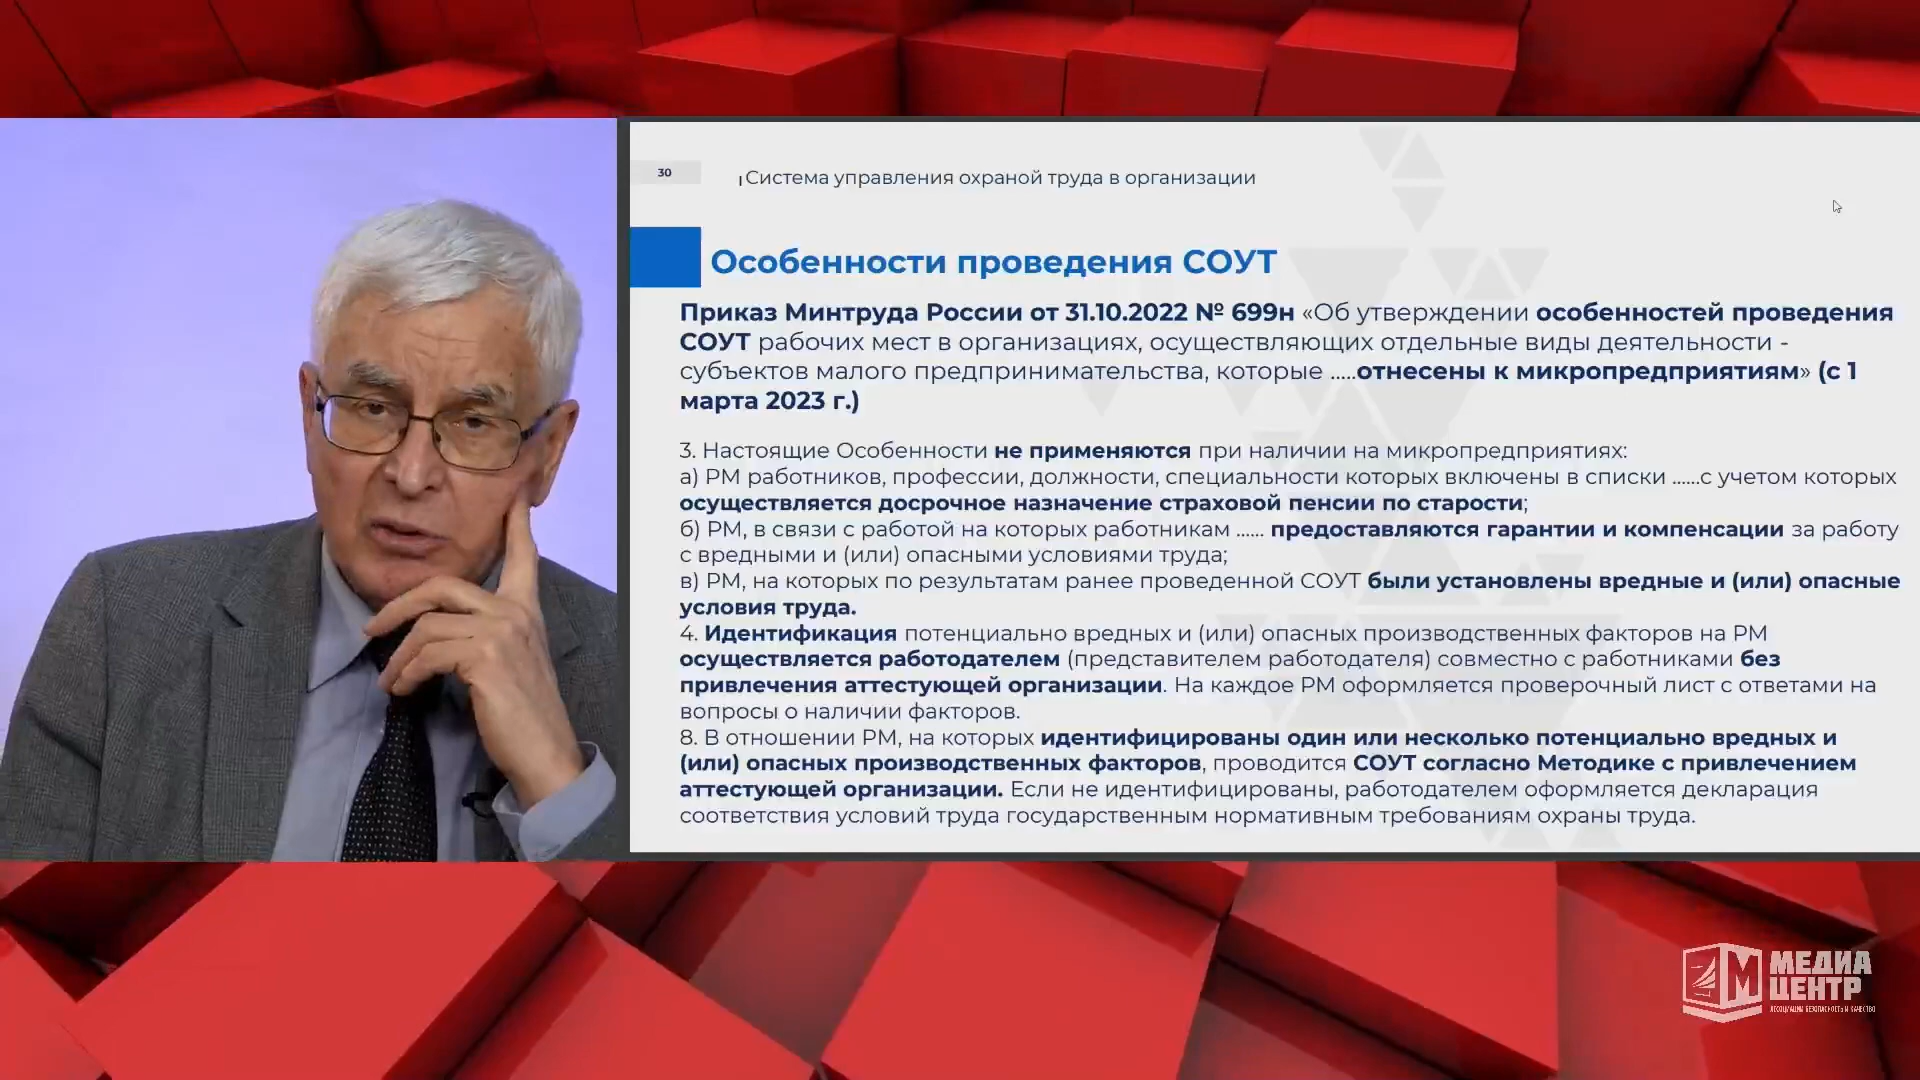 30
Система управления охраной труда в организации
Особенности проведения СОУТ
Приказ Минтруда России от 31.10.2022 № 699н «Об утверждении особенностей проведения
СОУТ рабочих мест в организациях, осуществляющих отдельные виды деятельности -
субъектов малого предпринимательства, которые .....отнесены к микропредприятиям» (с 1
марта 2023 г.)
3. Настоящие Особенности не применяются при наличии на микропредприятиях:
а) РМ работников, профессии, должности, специальности которых включены в списки ......с учетом которых
осуществляется досрочное назначение страховой пенсии по старости;
б) РМ, в связи с работой на которых работникам ...... предоставляются гарантии и компенсации за работу
с вредными и (или) опасными условиями труда;
в) РМ, на которых по результатам ранее проведенной СОУТ были установлены вредные и (или) опасные
условия труда.
4. Идентификация потенциально вредных и (или) опасных производственных факторов на РМ
осуществляется работодателем (представителем работодателя) совместно с работниками без
привлечения аттестующей организации. На каждое РМ оформляется проверочный лист с ответами на
вопросы о наличии факторов.
8. В отношении РМ, на которых идентифицированы один или несколько потенциально вредных и
(или) опасных производственных факторов, проводится СОУТ согласно Методике с привлечением
аттестующей организации. Если не идентифицированы, работодателем оформляется декларация
соответствия условий труда государственным нормативным требованиям охраны труда.
МЕДИА
ЦЕНТР
АССОЦИАЦИИ БЕЗОПАСНОСТЬ И КАЧЕСТВО